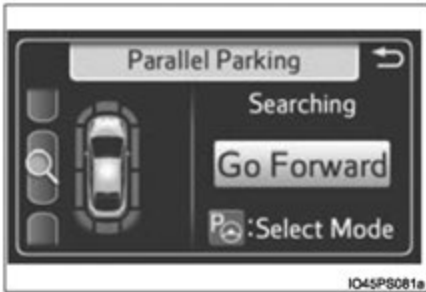 Parallel Parking
Searching
Go Forward
P :Select Mode
IO45PS081a